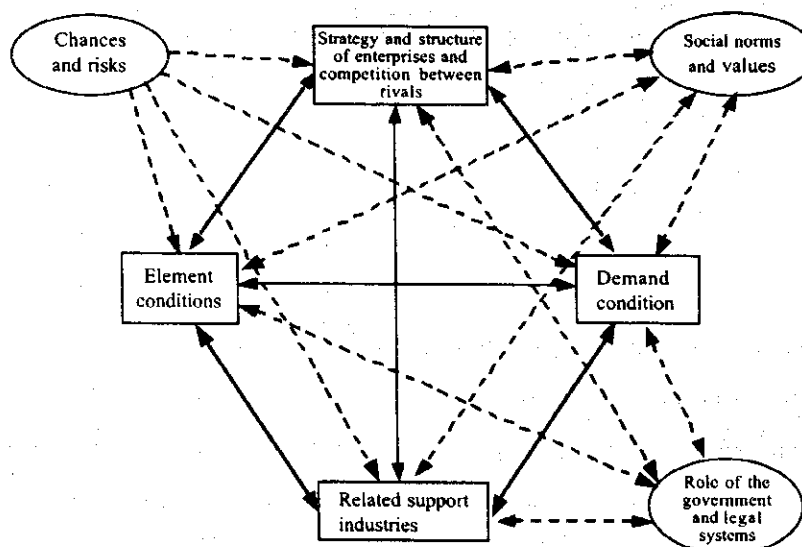 Chances
and risks
Strategy and structure
of enterprises and
competition between
rivals
Social norms
and values
Element
conditions
Demand
condition
Related support
industries
Role of the
government
and legal
systems